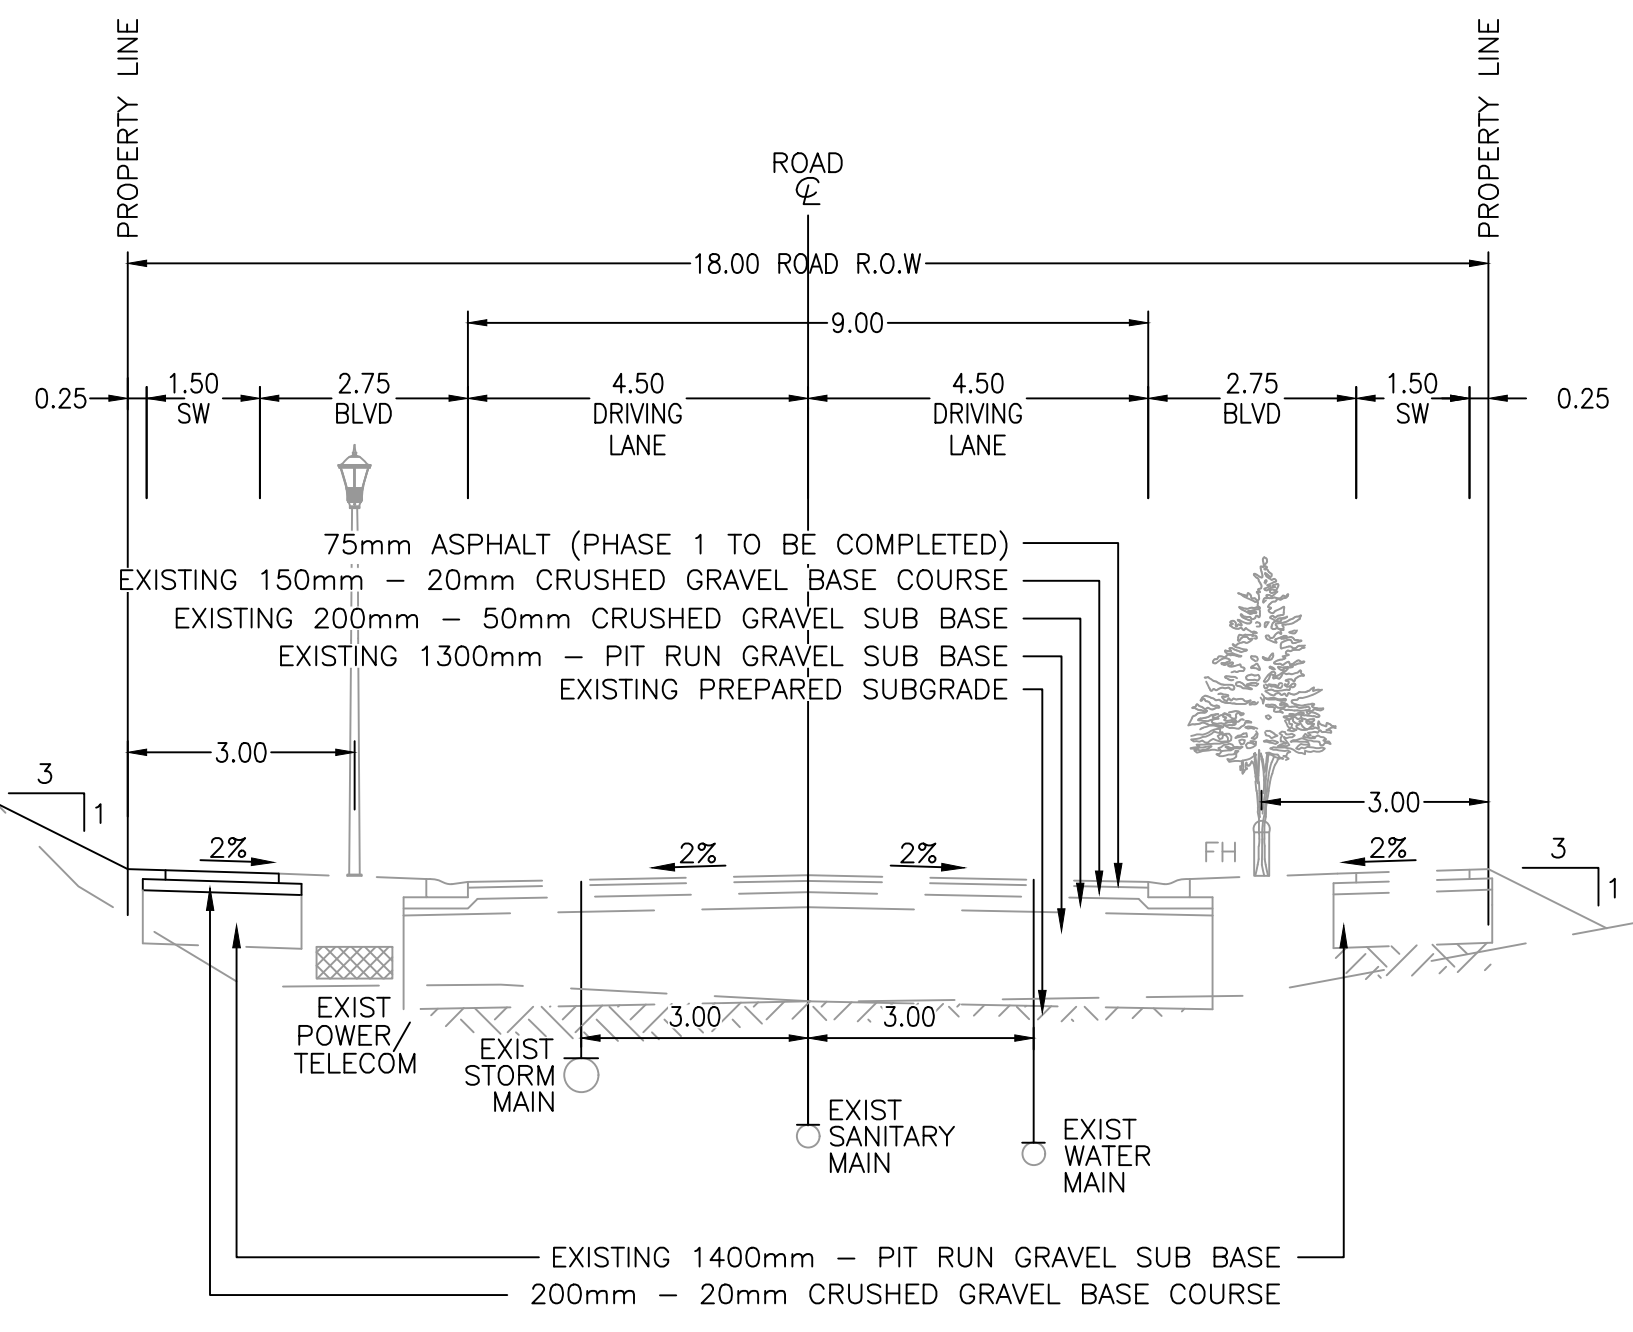 PROPERTY LINE
PROPERTY LINE
ROAD
℄
18.00 ROAD R.O.W
9.00
0.25
1.50
SW
2.75
BLVD
4.50
DRIVING
LANE
4.50
DRIVING
LANE
2.75
BLVD
1.50
SW
0.25
75mm ASPHALT (PHASE 1 TO BE COMPLETED)
EXISTING 150mm – 20mm CRUSHED GRAVEL BASE COURSE
EXISTING 200mm – 50mm CRUSHED GRAVEL SUB BASE
EXISTING 1300mm – PIT RUN GRAVEL SUB BASE
EXISTING PREPARED SUBGRADE
3.00
3
1
3.00
2%
2%
2%
FH
2%
3
1
EXIST
POWER/
TELECOM
3.00
3.00
EXIST
STORM
MAIN
EXIST
SANITARY
MAIN
EXIST
WATER
MAIN
EXISTING 1400mm – PIT RUN GRAVEL SUB BASE
200mm – 20mm CRUSHED GRAVEL BASE COURSE